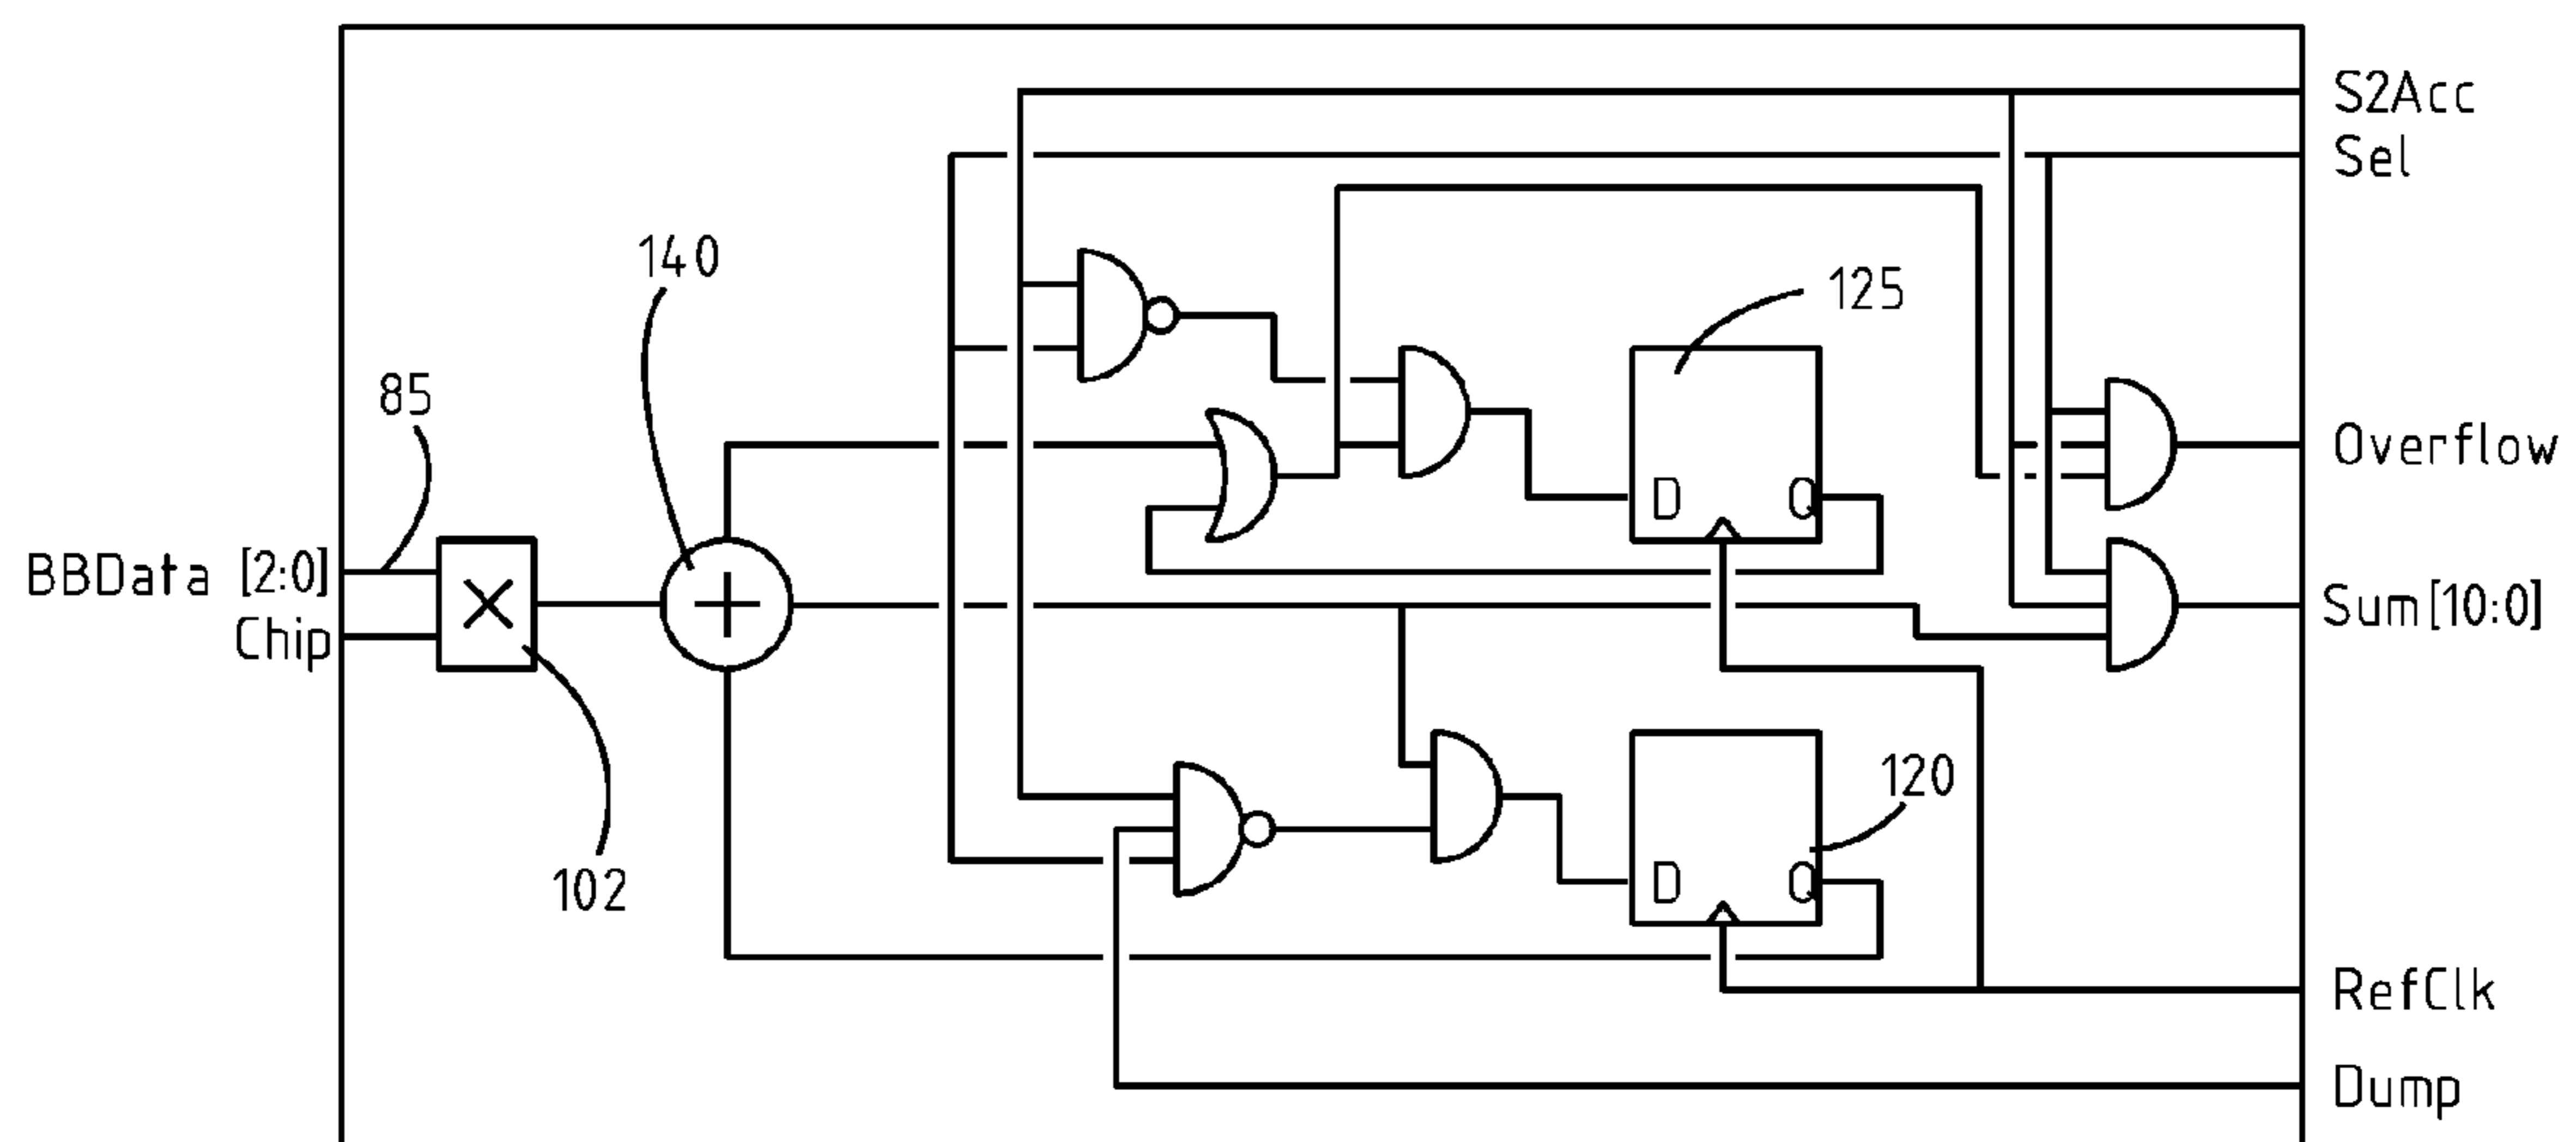 S2Acc
Sel
140
125
85
Overflow
D Q
BBData [2:0]
Sum[10:0]
Chip
120
102
D Q
RefClk
Dump